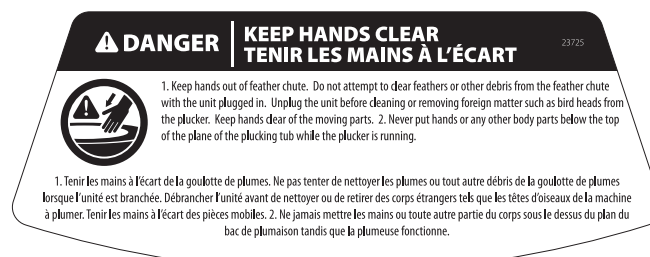 ⚠ DANGER
KEEP HANDS CLEAR
TENIR LES MAINS À L'ÉCART
23725
1. Keep hands out of feather chute. Do not attempt to clear feathers or other debris from the feather chute
with the unit plugged in. Unplug the unit before cleaning or removing foreign matter such as bird heads from
the plucker. Keep hands clear of the moving parts. 2. Never put hands or any other body parts below the top
of the plane of the plucking tub while the plucker is running.
1. Tenir les mains à l'écart de la goulotte de plumes. Ne pas tenter de nettoyer les plumes ou tout autre débris de la goulotte de plumes
lorsque l'unité est branchée. Débrancher l'unité avant de nettoyer ou de retirer des corps étrangers tels que les têtes d'oiseaux de la machine
à plumer. Tenir les mains à l'écart des pièces mobiles. 2. Ne jamais mettre les mains ou toute autre partie du corps sous le dessus du plan du
bac de plumaison tandis que la plumeuse fonctionne.